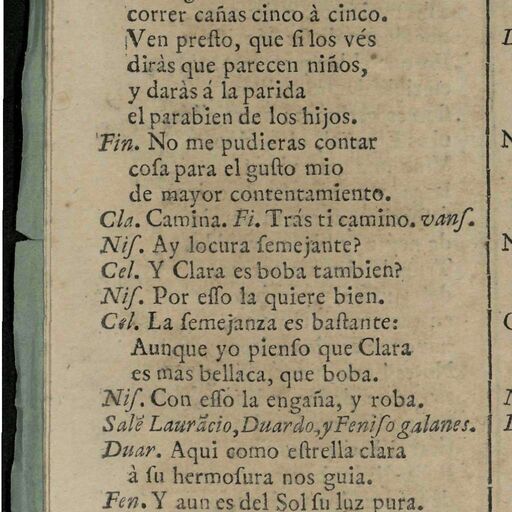 correr cañas cinco à cinco.
Ven preſto, que ſi los vés
diràs que parecen niños,
y daràs á la parida
el parabien de los hijos.
Fin. No me pudieras contar
coſa para el guſto mio
de mayor contentamiento.
Cla. Camina. Fi. Trás ti camino. vanſ.
Niſ. Ay locura ſemejante?
Cel. Y Clara es boba tambien?
Niſ. Por eſſo la quiere bien.
Cel. La ſemejanza es baſtante:
Aunque yo pienſo que Clara
es mas bellaca, que boba.
Niſ. Con eſſo la engaña, y roba.
Salē Laurācio, Duardo, y Feniſo galanes.
Duar. Aqui como eſtrella clara
à ſu hermoſura nos guia.
Fen. Y aun es del Sol ſu luz pura.